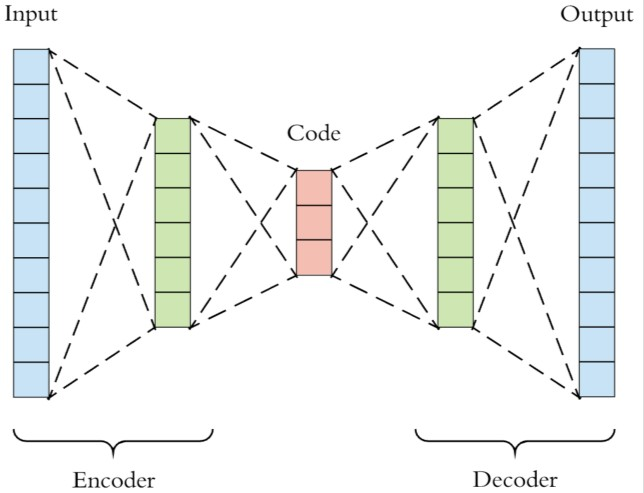 Input
Output
Code
Encoder
Decoder